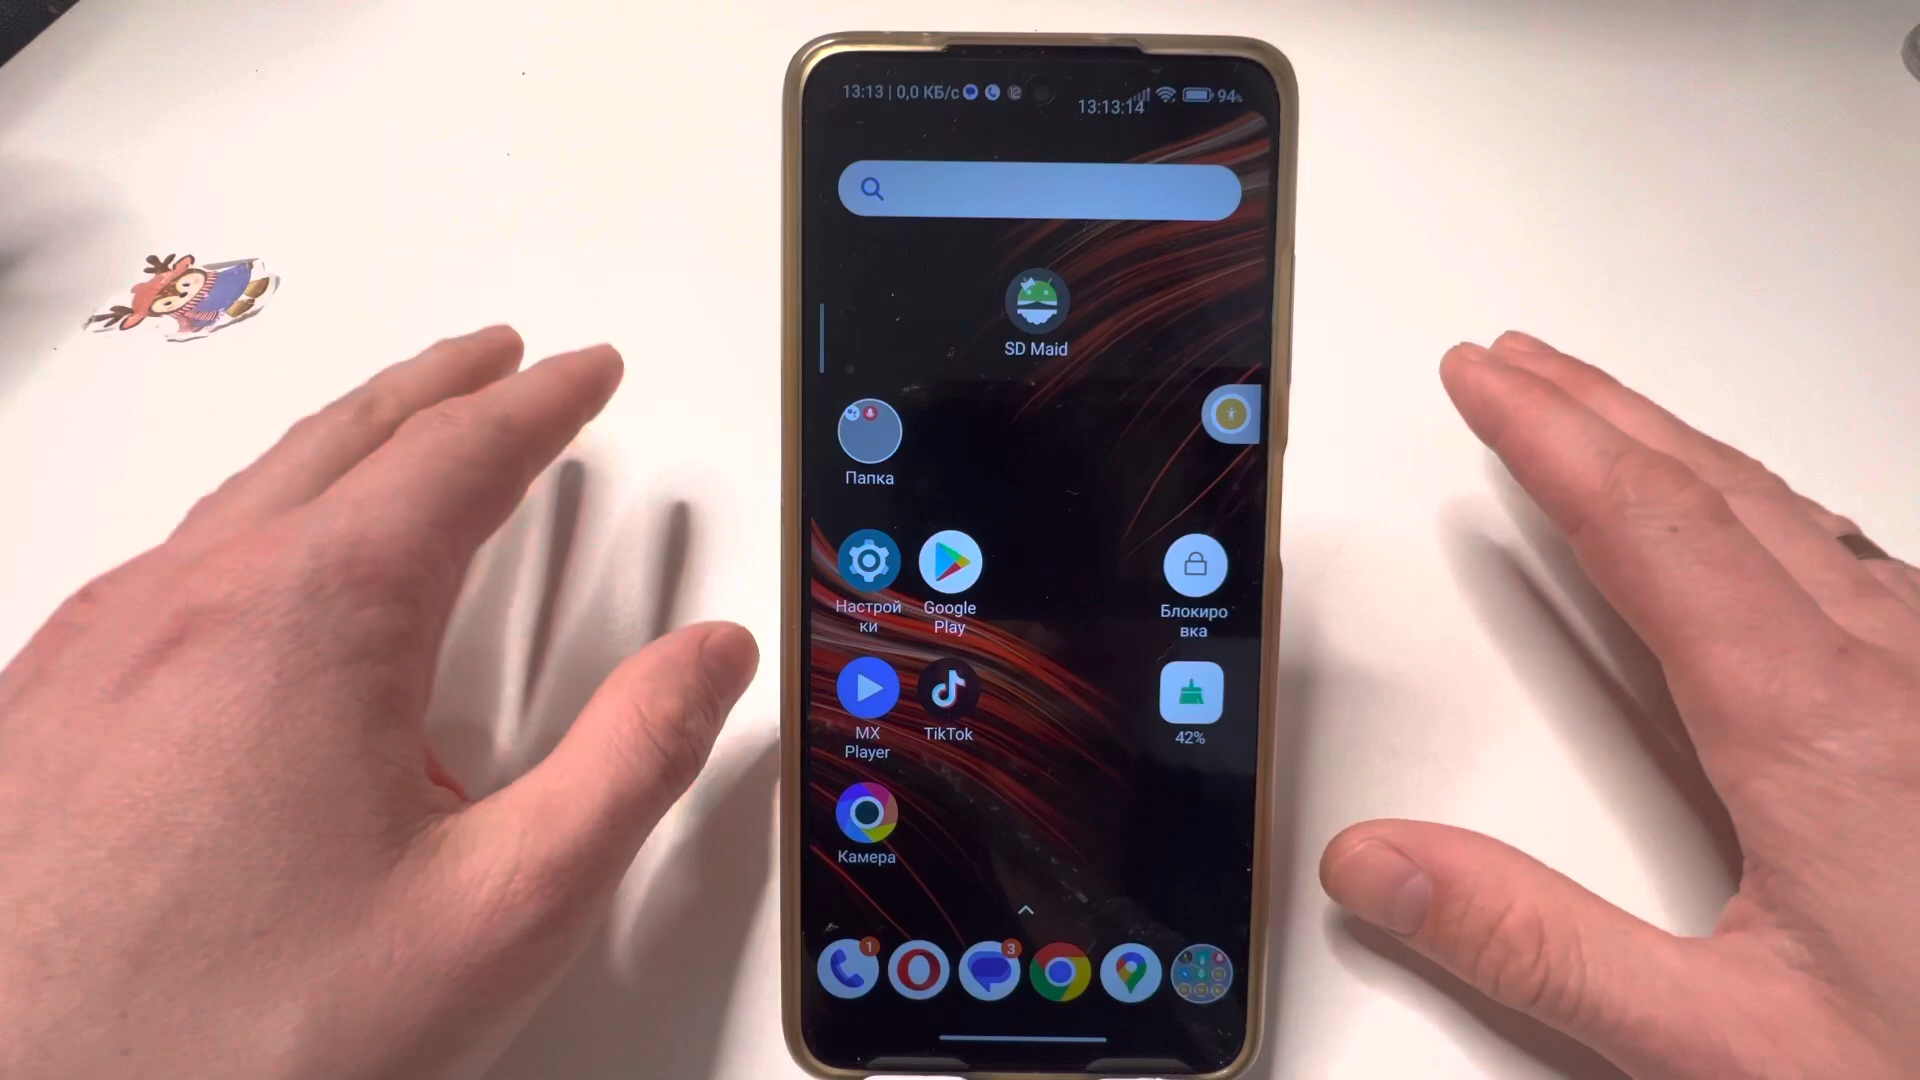 13:13 | 0,0 КБ/с
94%
13:13:14
SD Maid
Папка
Настрой
ки
Google
Play
Блокиро
вка
MX
Player
TikTok
42%
Камера
1
3